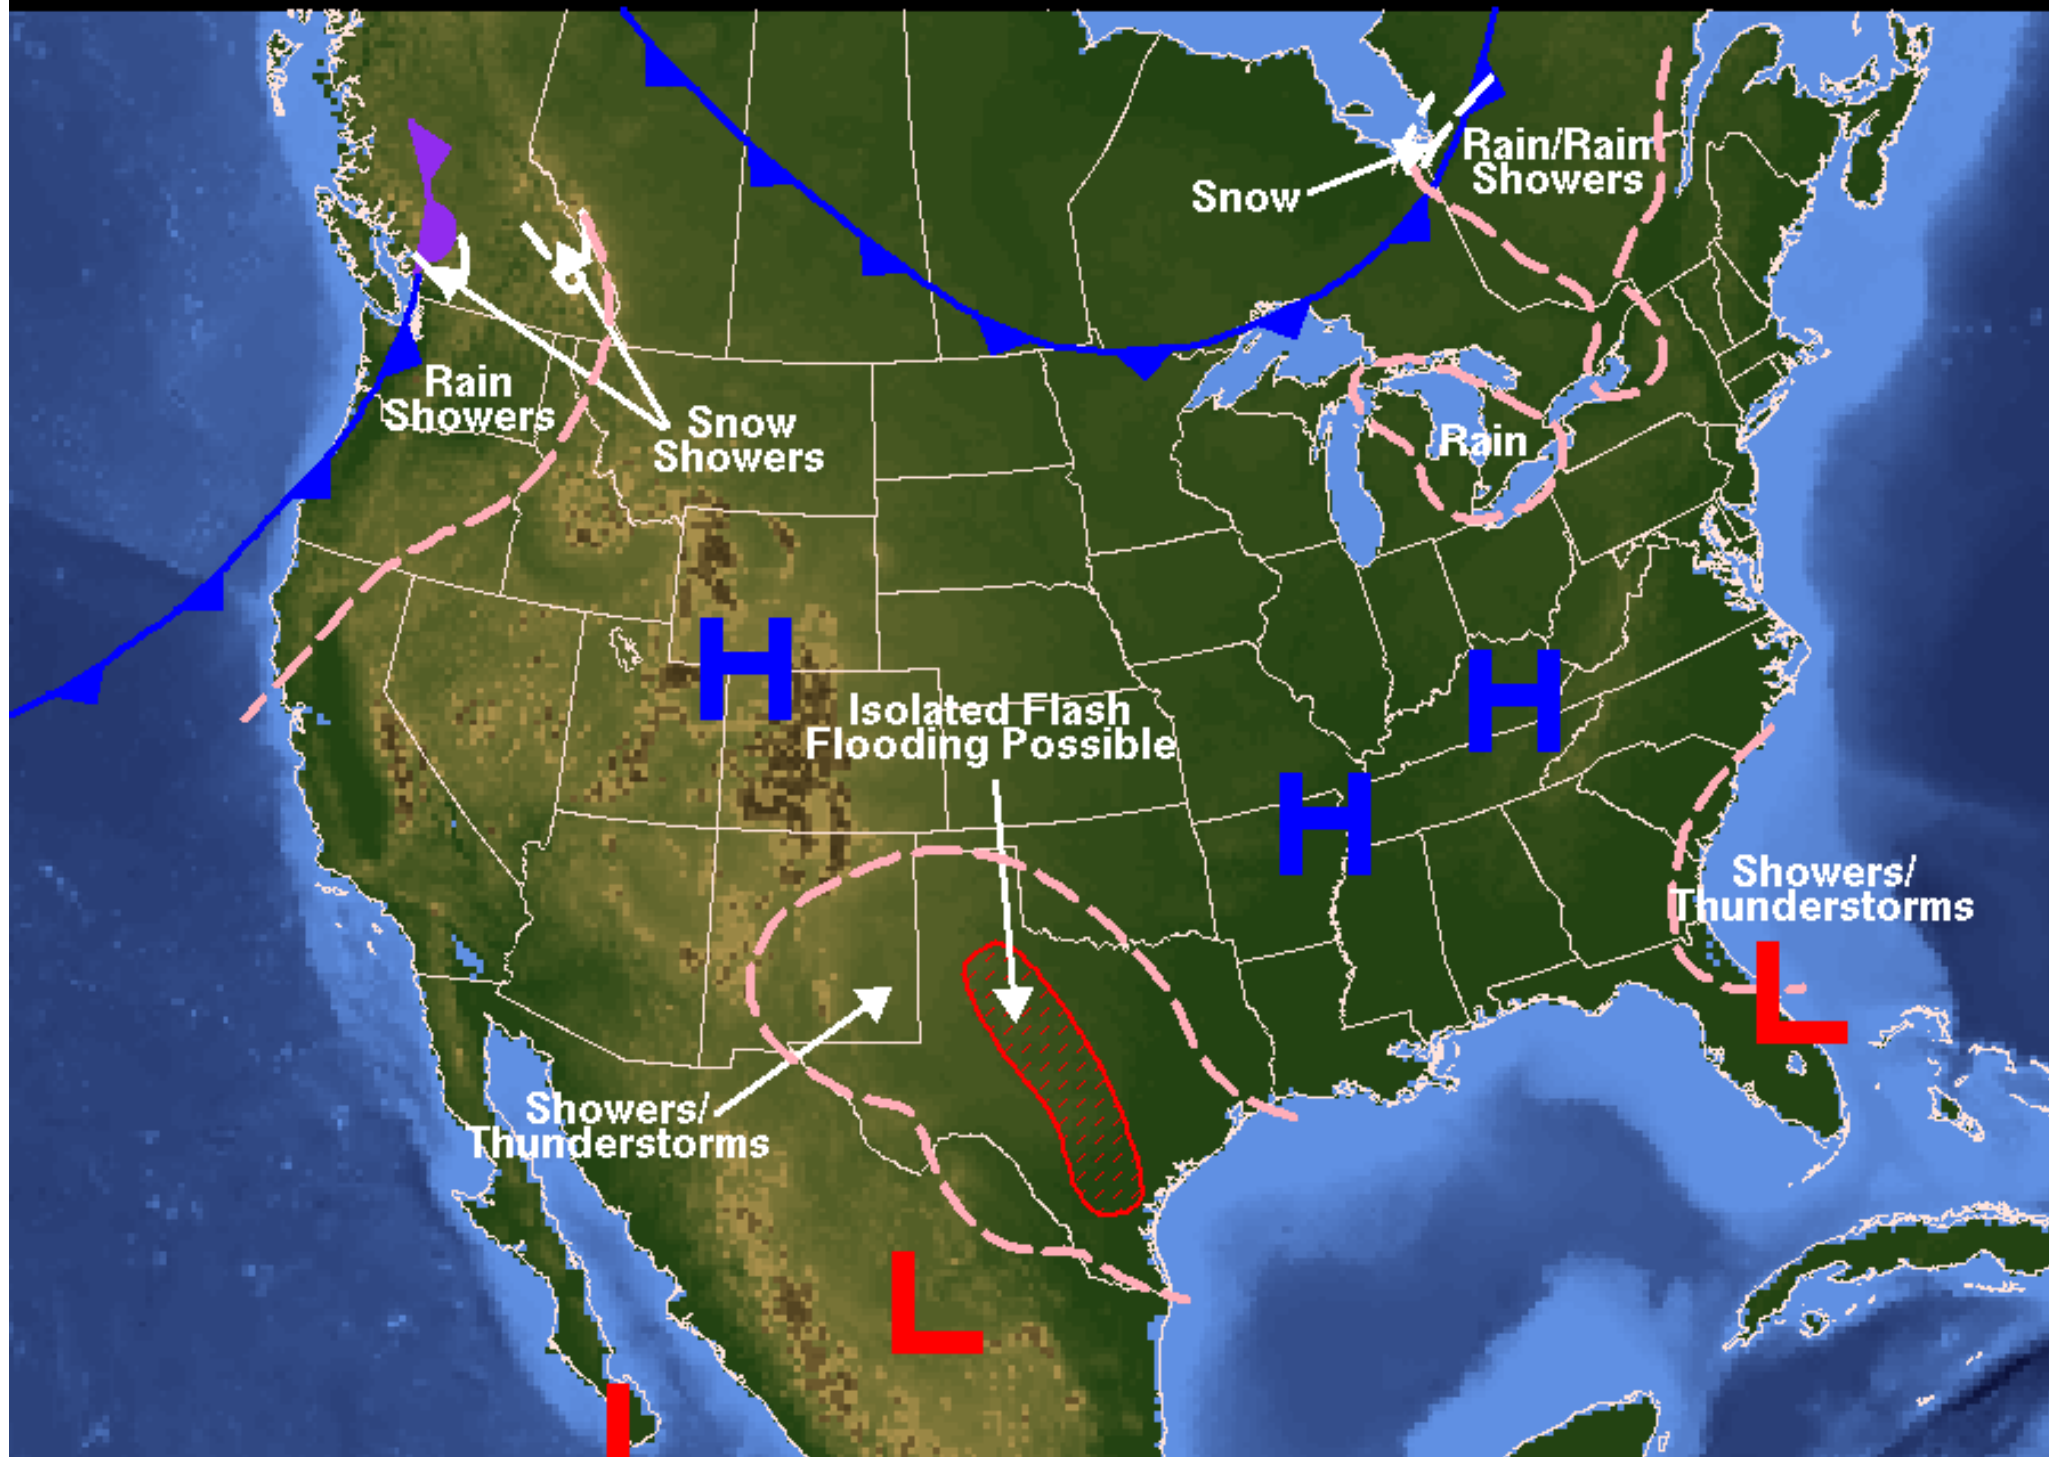 Rain/Rain
Showers
Snow
Rain
Showers
Snow
Showers
Rain
H
H
Isolated Flash
Flooding Possible
H
Showers/
Thunderstorms
L
Showers/
Thunderstorms
L